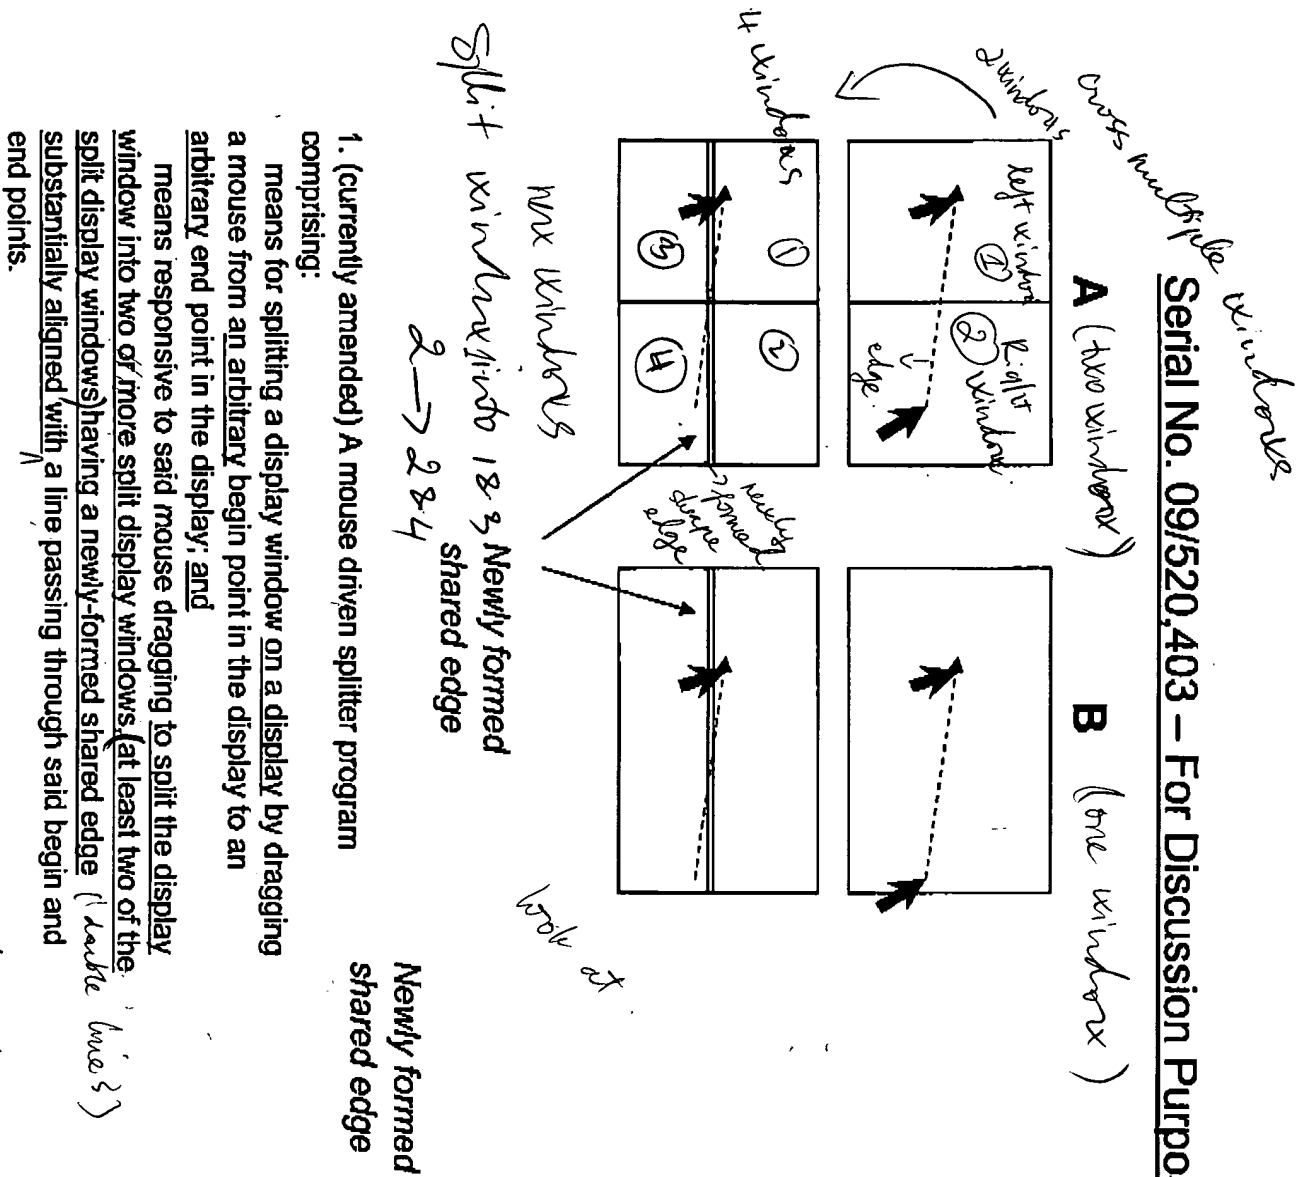 cross multiple windows
Serial No. 09/520,403 – For Discussion Purpo
A (two windows)
B (one window)
2 windows
left window
1
Right
2 window
edge
4 windows
1
2
3
4
newly
formed
edge
new windows
Split window into 1&3
2→2&4
Newly formed
shared edge
look at
Newly formed
shared edge
1. (currently amended) A mouse driven splitter program
comprising:
means for splitting a display window on a display by dragging
a mouse from an arbitrary begin point in the display to an
arbitrary end point in the display; and
means responsive to said mouse dragging to split the display
window into two or more split display windows, (at least two of the
split display windows) having a newly-formed shared edge (double line)
substantially aligned with a line passing through said begin and
end points.